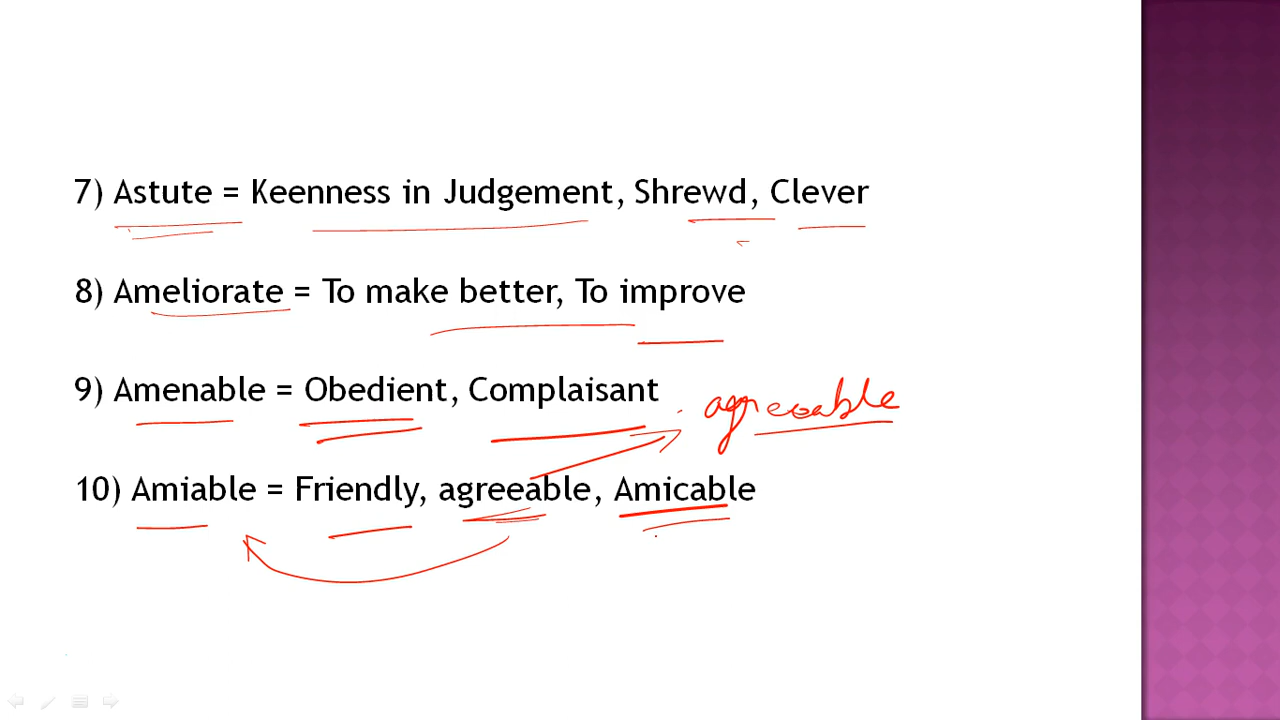 7) Astute = Keenness in Judgement, Shrewd, Clever
8) Ameliorate = To make better, To improve
9) Amenable = Obedient, Complaisant
agreeable
10) Amiable = Friendly, agreeable, Amicable